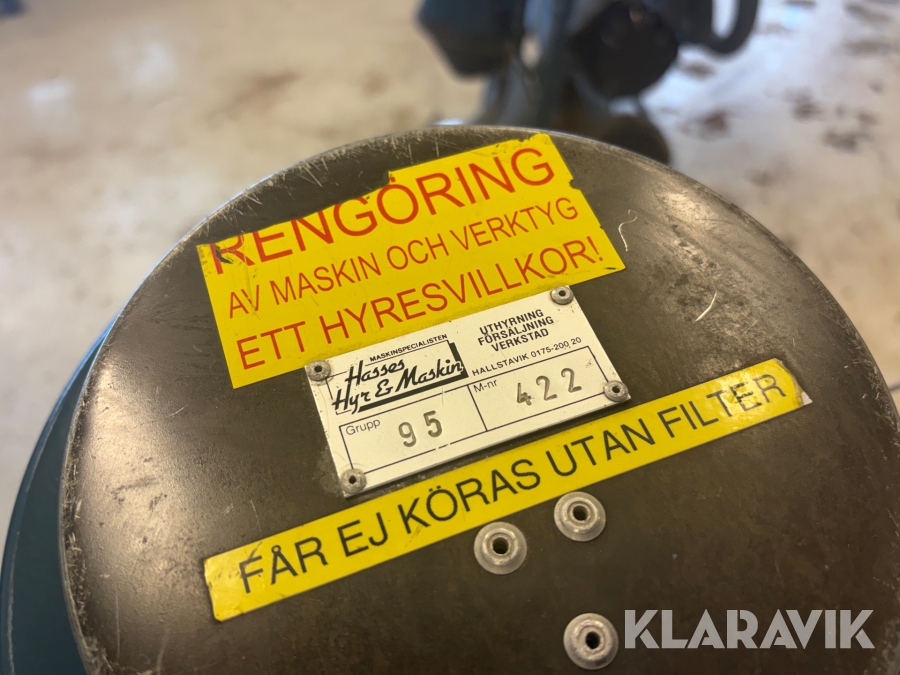 RENGÖRING
AV MASKIN OCH VERKTYG
ETT HYRESVILLKOR!
MASKINSPECIALISTEN
Hasses
Hyr & Maskin
UTHYRNING
FÖRSÄLJNING
VERKSTAD
HALLSTAVIK 0175-200 20
Grupp 95
M-nr 422
FÅR EJ KÖRAS UTAN FILTER
KLARAVIK